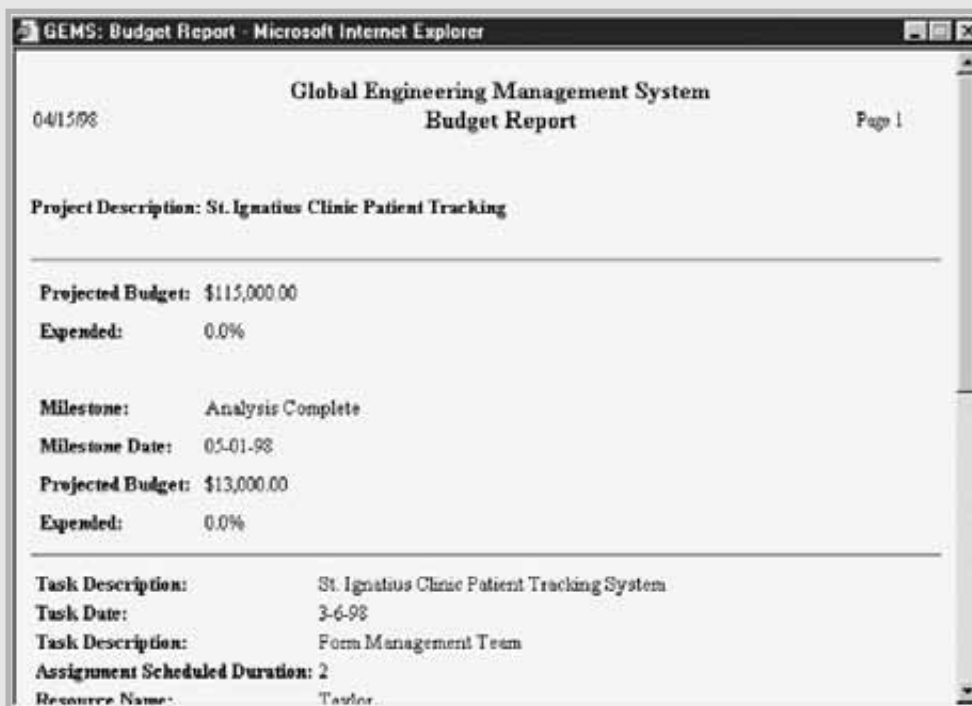 GEMS: Budget Report - Microsoft Internet Explorer
Global Engineering Management System
04/15/98 Budget Report Page 1
Project Description: St. Ignatius Clinic Patient Tracking
Projected Budget: $115,000.00
Expended: 0.0%
Milestone: Analysis Complete
Milestone Date: 05-01-98
Projected Budget: $13,000.00
Expended: 0.0%
Task Description: St. Ignatius Clinic Patient Tracking System
Task Date: 3-6-98
Task Description: Form Management Team
Assignment Scheduled Duration: 2
Resource Name: Taylor